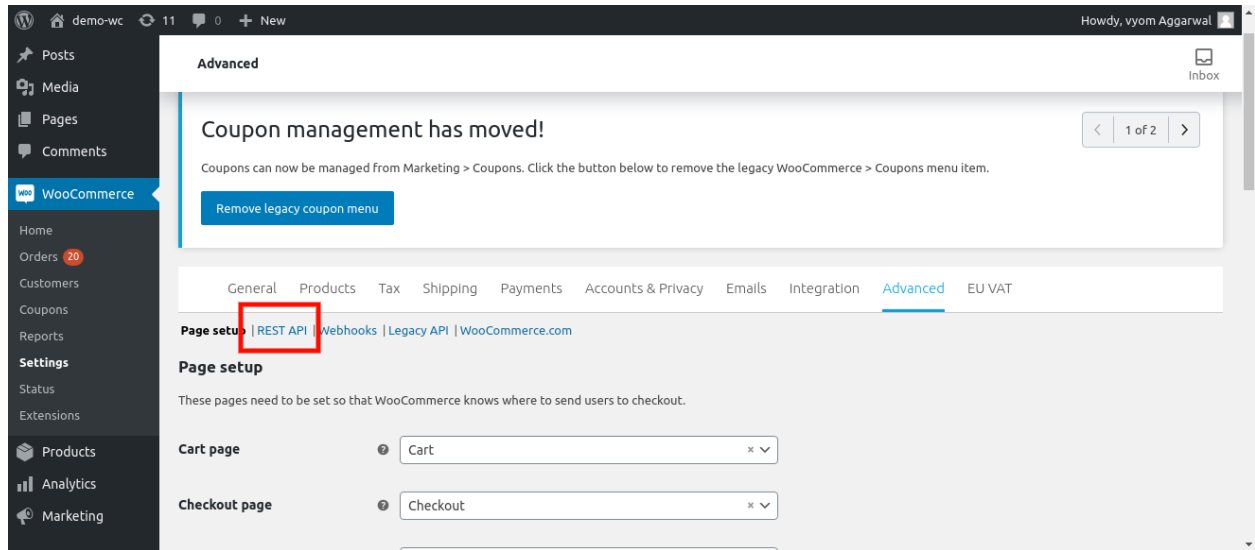 demo-wc 11 0 + New Howdy, vyom Aggarwal
Posts
Media
Pages
Comments
WOO WooCommerce
Home
Orders 20
Customers
Coupons
Reports
Settings
Status
Extensions
Products
Analytics
Marketing
Advanced
Inbox
Coupon management has moved!
1 of 2
Coupons can now be managed from Marketing > Coupons. Click the button below to remove the legacy WooCommerce > Coupons menu item.
Remove legacy coupon menu
General Products Tax Shipping Payments Accounts & Privacy Emails Integration Advanced EU VAT
Page setup | REST API | Webhooks | Legacy API | WooCommerce.com
Page setup
These pages need to be set so that WooCommerce knows where to send users to checkout.
Cart page ? Cart ×
Checkout page ? Checkout ×